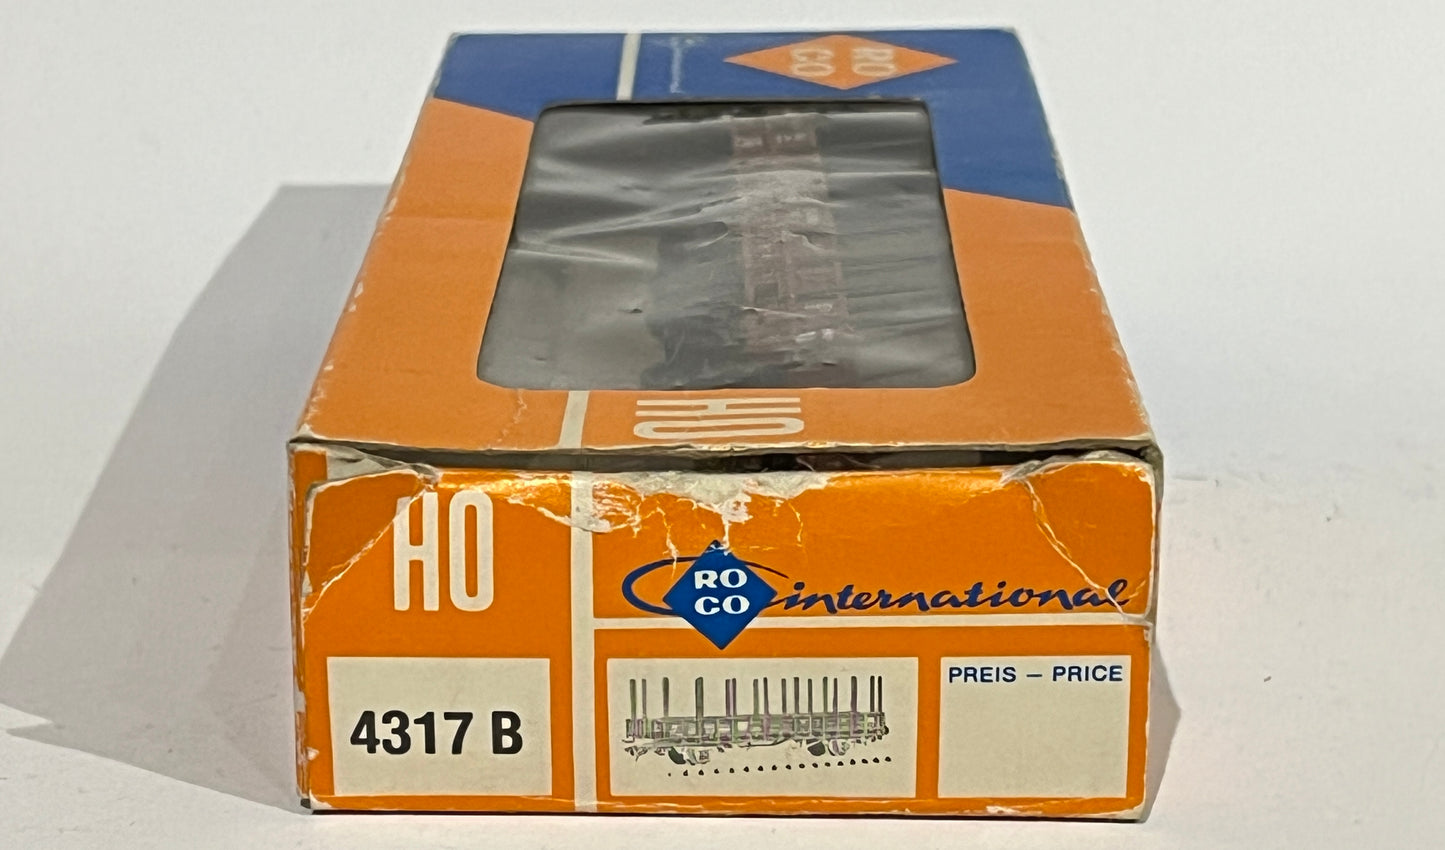 RO
CO
HO
HO
RO
CO
international
4317 B
PREIS – PRICE